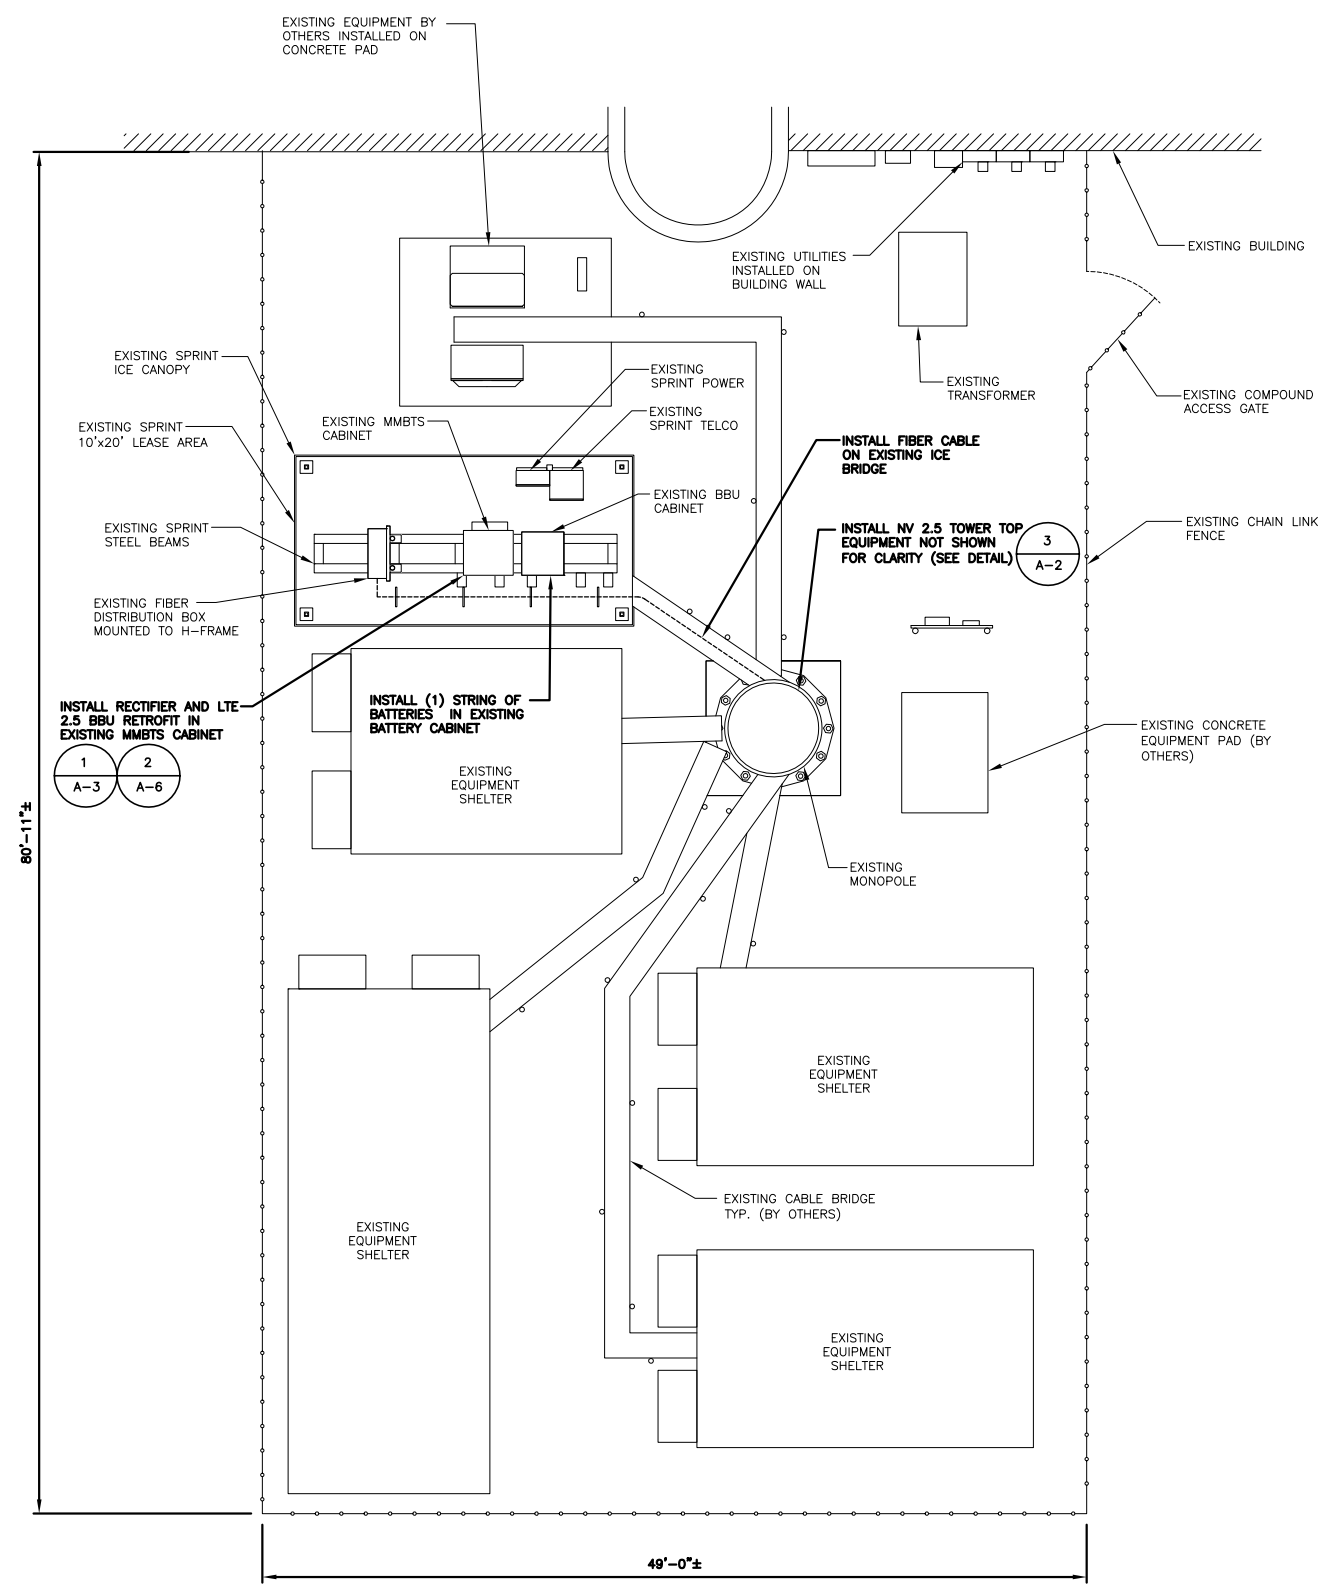 EXISTING EQUIPMENT BY
OTHERS INSTALLED ON
CONCRETE PAD
EXISTING UTILITIES
INSTALLED ON
BUILDING WALL
EXISTING BUILDING
EXISTING SPRINT
ICE CANOPY
EXISTING
SPRINT POWER
EXISTING
TRANSFORMER
EXISTING COMPOUND
ACCESS GATE
EXISTING SPRINT
10'x20' LEASE AREA
EXISTING MMBTS
CABINET
EXISTING
SPRINT TELCO
INSTALL FIBER CABLE
ON EXISTING ICE
BRIDGE
EXISTING BBU
CABINET
EXISTING SPRINT
STEEL BEAMS
INSTALL NV 2.5 TOWER TOP
EQUIPMENT NOT SHOWN
FOR CLARITY (SEE DETAIL)
3
A-2
EXISTING CHAIN LINK
FENCE
EXISTING FIBER
DISTRIBUTION BOX
MOUNTED TO H-FRAME
INSTALL RECTIFIER AND LTE
2.5 BBU RETROFIT IN
EXISTING MMBTS CABINET
1
A-3
2
A-6
INSTALL (1) STRING OF
BATTERIES IN EXISTING
BATTERY CABINET
EXISTING
EQUIPMENT
SHELTER
EXISTING CONCRETE
EQUIPMENT PAD (BY
OTHERS)
80'-11"±
EXISTING
MONOPOLE
EXISTING
EQUIPMENT
SHELTER
EXISTING CABLE BRIDGE
TYP. (BY OTHERS)
EXISTING
EQUIPMENT
SHELTER
EXISTING
EQUIPMENT
SHELTER
49'-0"±